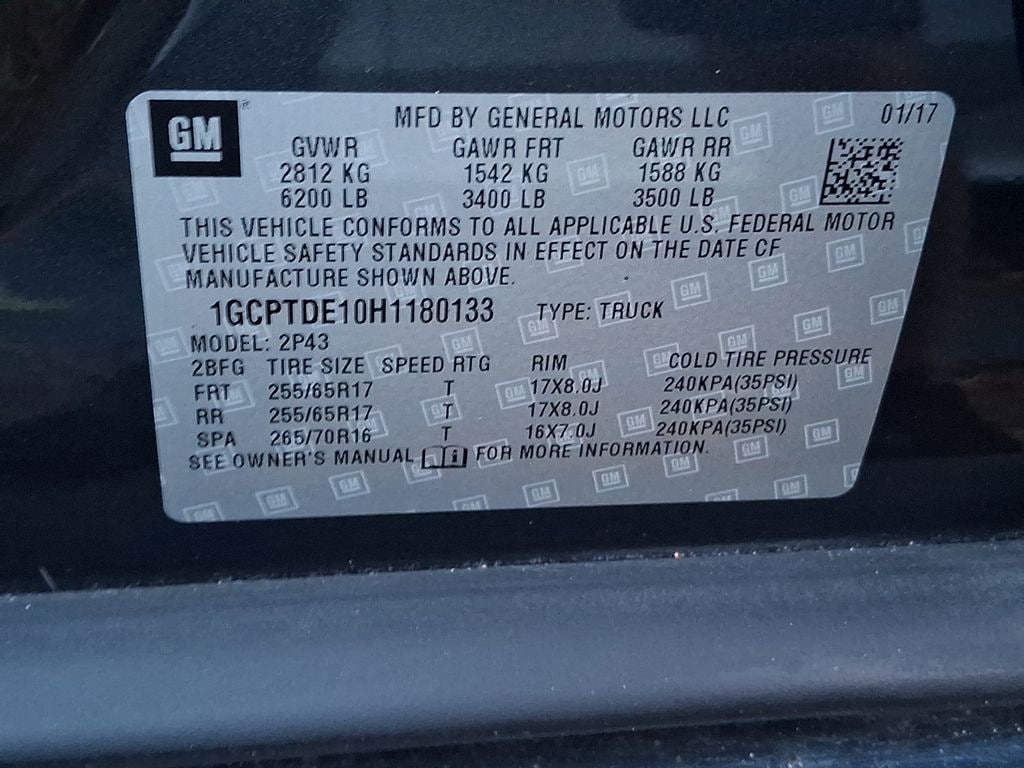 GM MFD BY GENERAL MOTORS LLC 01/17
GVWR GAWR FRT GAWR RR
2812 KG 1542 KG 1588 KG
6200 LB 3400 LB 3500 LB
THIS VEHICLE CONFORMS TO ALL APPLICABLE U.S. FEDERAL MOTOR
VEHICLE SAFETY STANDARDS IN EFFECT ON THE DATE OF
MANUFACTURE SHOWN ABOVE.
1GCPTDE10H1180133 TYPE: TRUCK
MODEL: 2P43
2BFG TIRE SIZE SPEED RTG RIM COLD TIRE PRESSURE
FRT 255/65R17 T 17X8.0J 240KPA(35PSI)
RR 255/65R17 T 17X8.0J 240KPA(35PSI)
SPA 265/70R16 T 16X7.0J 240KPA(35PSI)
SEE OWNER'S MANUAL i FOR MORE INFORMATION.